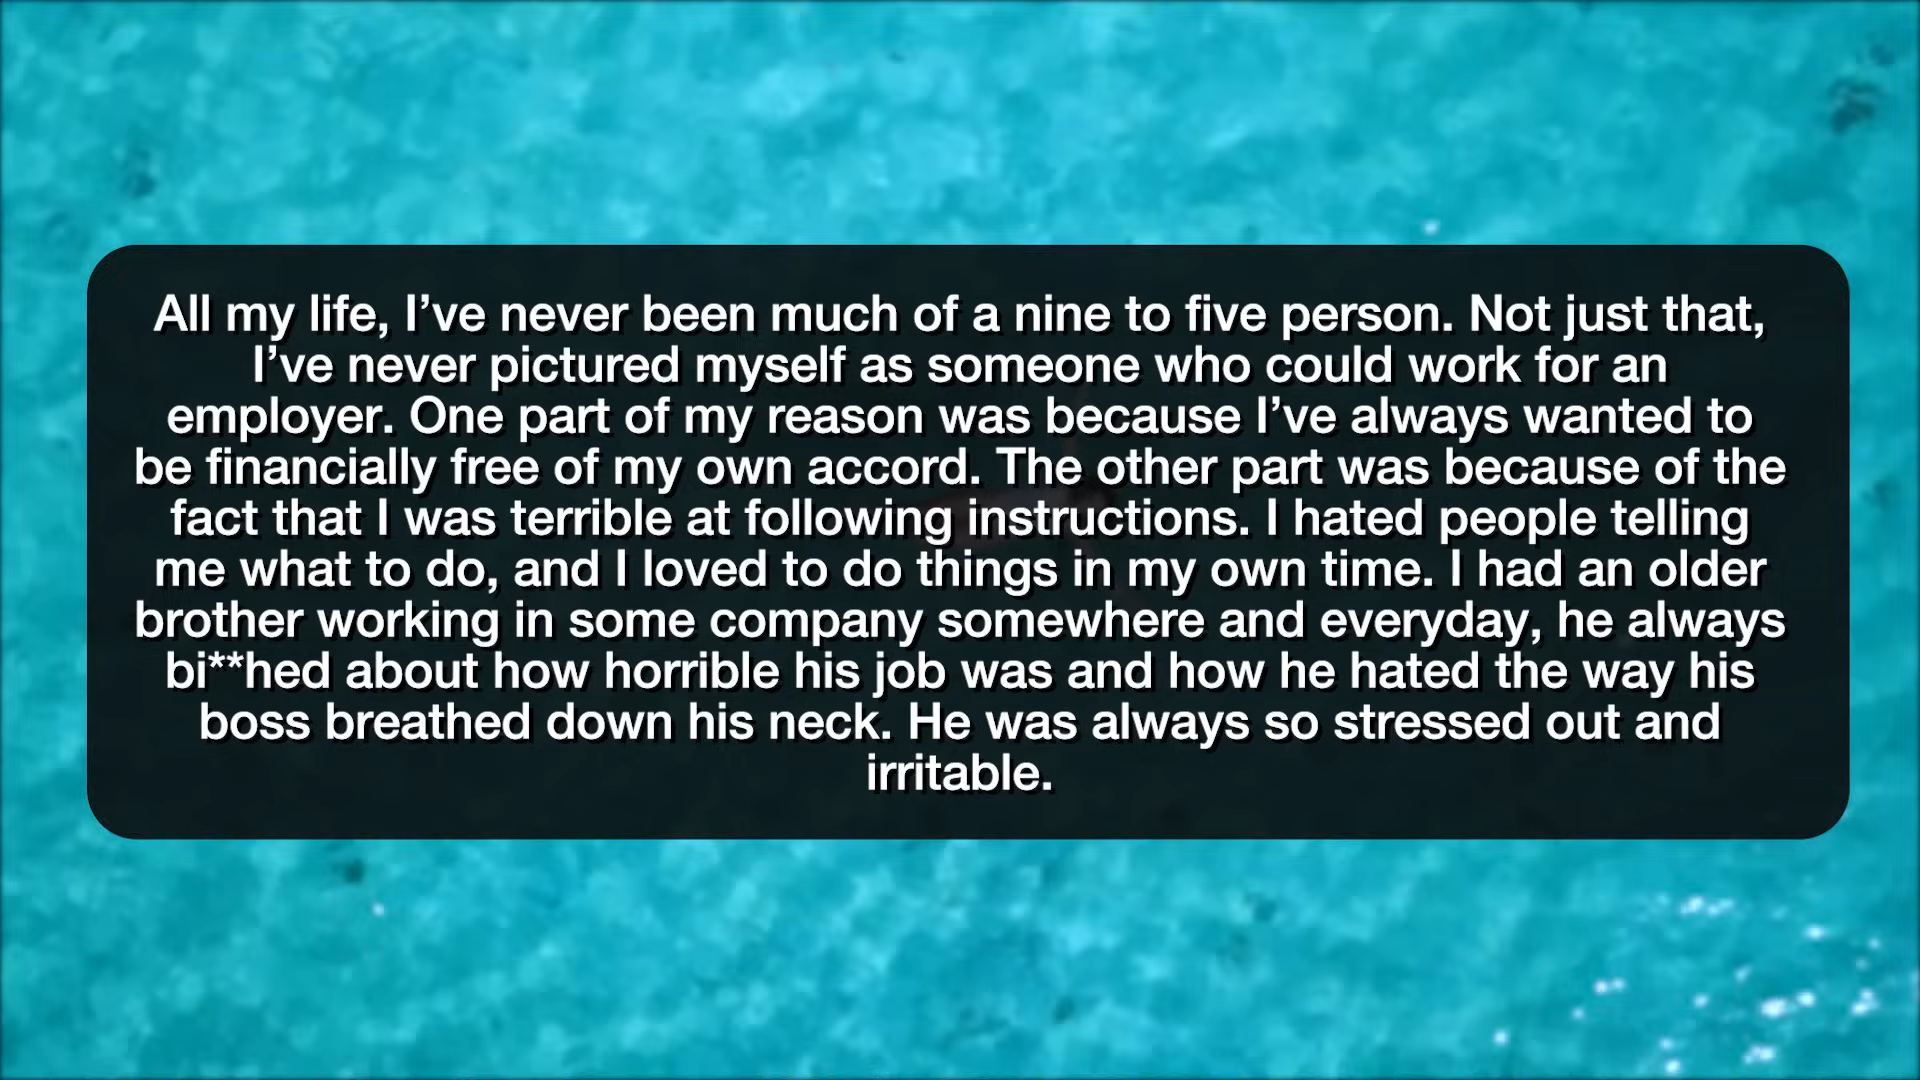 All my life, I’ve never been much of a nine to five person. Not just that,
I’ve never pictured myself as someone who could work for an
employer. One part of my reason was because I’ve always wanted to
be financially free of my own accord. The other part was because of the
fact that I was terrible at following instructions. I hated people telling
me what to do, and I loved to do things in my own time. I had an older
brother working in some company somewhere and everyday, he always
bi**hed about how horrible his job was and how he hated the way his
boss breathed down his neck. He was always so stressed out and
irritable.